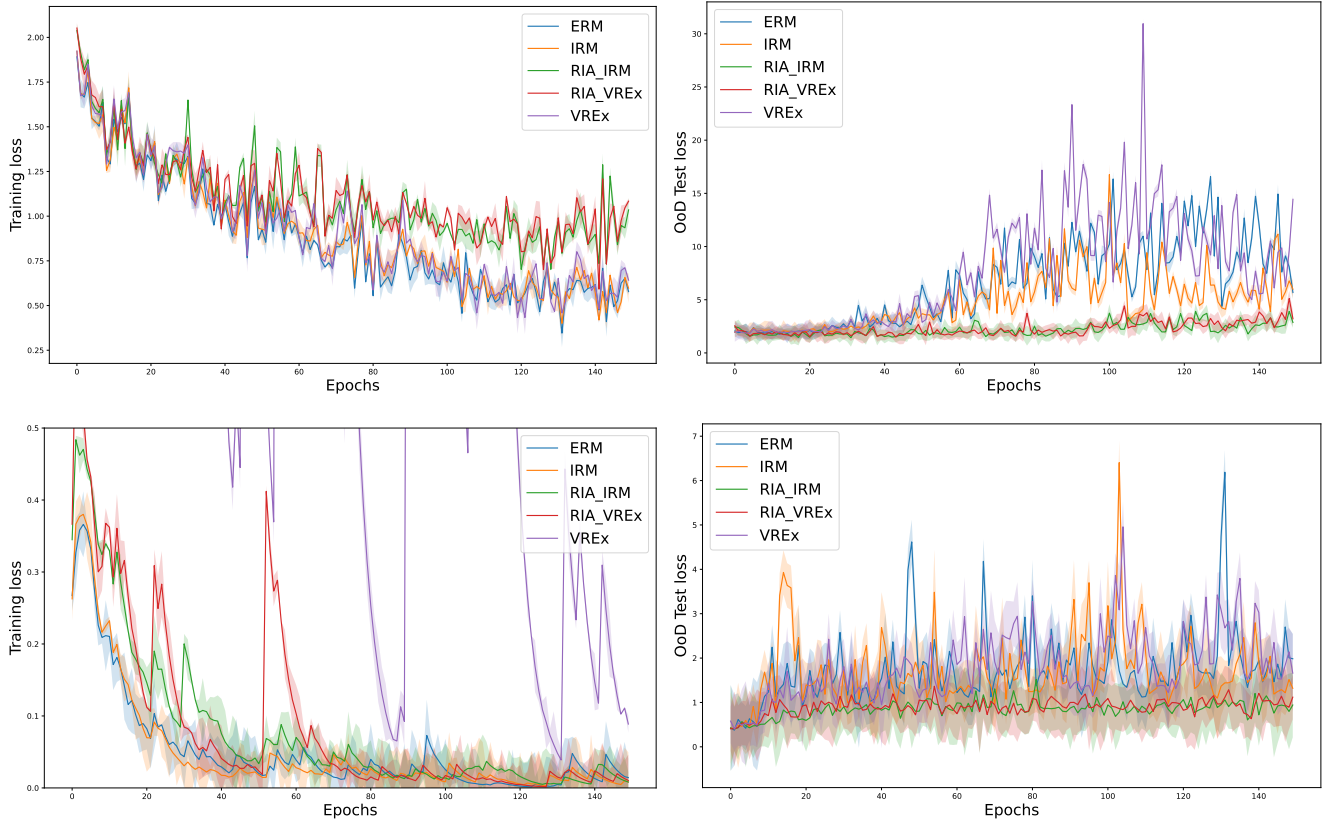 2.00
1.75
1.50
1.25
1.00
0.75
0.50
0.25
Training loss
0 20 40 60 80 100 120 140
Epochs
ERM
IRM
RIA_IRM
RIA_VREx
VREx
30
25
20
15
10
5
0
OoD Test loss
0 20 40 60 80 100 120 140
Epochs
ERM
IRM
RIA_IRM
RIA_VREx
VREx
0.5
0.4
0.3
0.2
0.1
0.0
Training loss
0 20 40 60 80 100 120 140
Epochs
ERM
IRM
RIA_IRM
RIA_VREx
VREx
7
6
5
4
3
2
1
0
OoD Test loss
0 20 40 60 80 100 120 140
Epochs
ERM
IRM
RIA_IRM
RIA_VREx
VREx